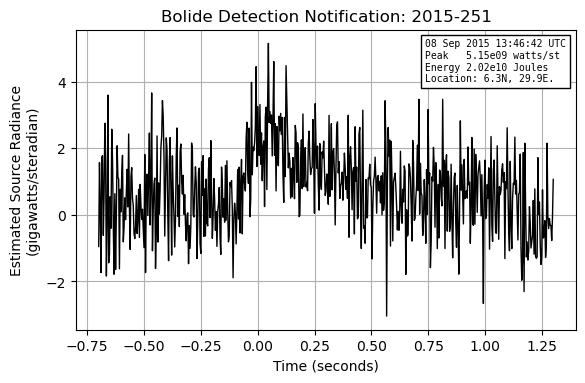 Bolide Detection Notification: 2015-251
08 Sep 2015 13:46:42 UTC
Peak   5.15e09 watts/st
Energy 2.02e10 Joules
Location: 6.3N, 29.9E.
Estimated Source Radiance
(gigawatts/steradian)
4
2
0
−2
−0.75 −0.50 −0.25 0.00 0.25 0.50 0.75 1.00 1.25
Time (seconds)